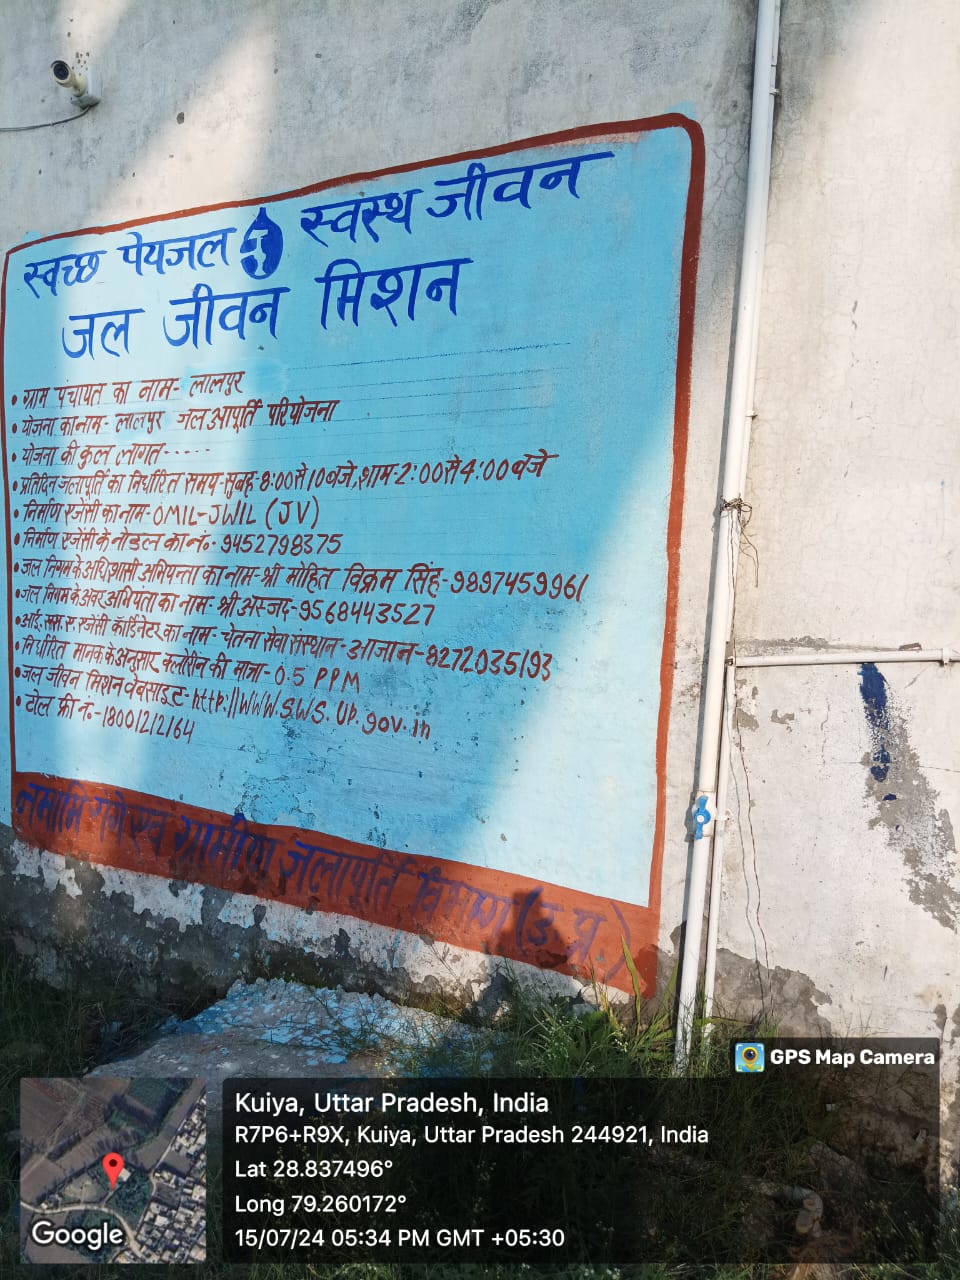 स्वच्छ पेयजल स्वस्थ जीवन
जल जीवन मिशन
• ग्राम पंचायत का नाम- लालपुर
• योजना का नाम- लालपुर जल आपूर्ति परियोजना
• योजना की कुल लागत-----
• प्रतिदिन जलापूर्ति का निर्धारित समय-सुबह-8:00से10बजे,शाम-2:00से4:00बजे
• निर्माण एजेंसी का नाम-OMIL-JWIL (JV)
• निर्माण एजेंसी के नोडल का नं०-9452798375
• जल निगम के अधिशासी अभियन्ता का नाम-श्री मोहित विक्रम सिंह-9897459961
• जल निगम के अवर अभियंता का नाम-श्री अस्जद-9568443527
• आई.एस.ए. एजेंसी कॉर्डिनेटर का नाम- चेतना सेवा संस्थान-आजान-8272035193
• निर्धारित मानक के अनुसार क्लोरीन की मात्रा-0.5 PPM
• जल जीवन मिशन वेबसाइट-http://www.sws.up.gov.in
• टोल फ्री नं०-18001212164
नमामि गंगे एवं ग्रामीण जलापूर्ति विभाग (उ.प्र.)
GPS Map Camera
Kuiya, Uttar Pradesh, India
R7P6+R9X, Kuiya, Uttar Pradesh 244921, India
Lat 28.837496°
Long 79.260172°
15/07/24 05:34 PM GMT +05:30
Google